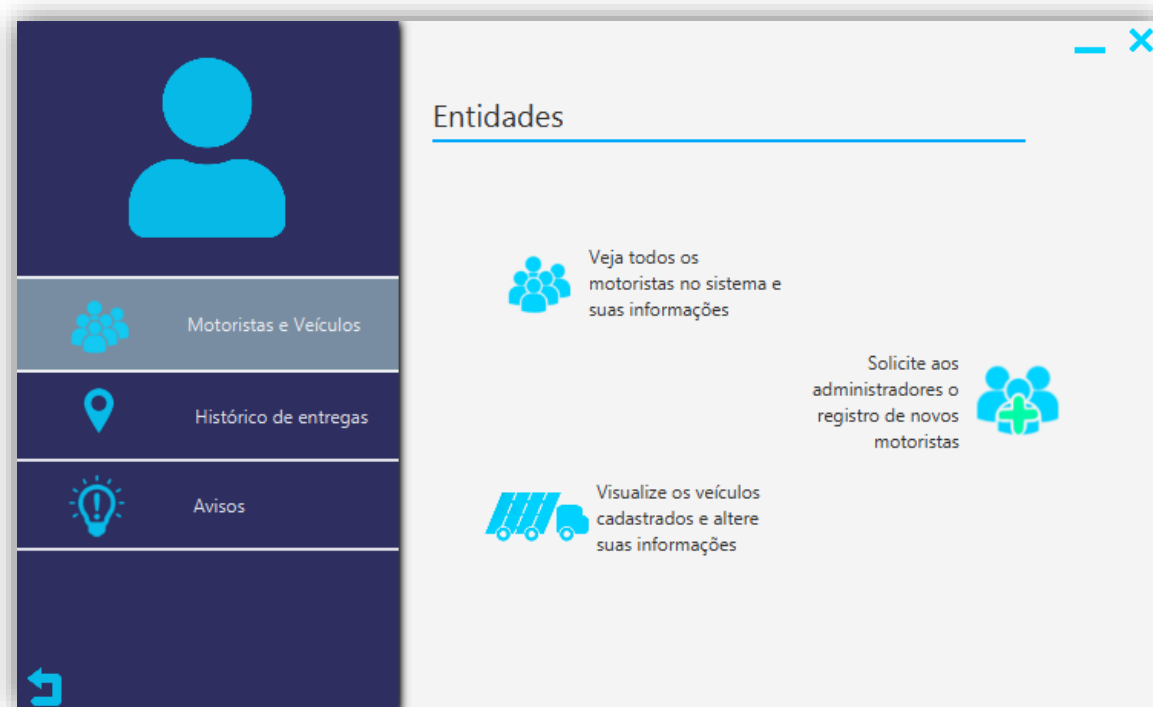 Entidades
Motoristas e Veículos
Histórico de entregas
Avisos
Veja todos os
motoristas no sistema e
suas informações
Solicite aos
administradores o
registro de novos
motoristas
Visualize os veículos
cadastrados e altere
suas informações